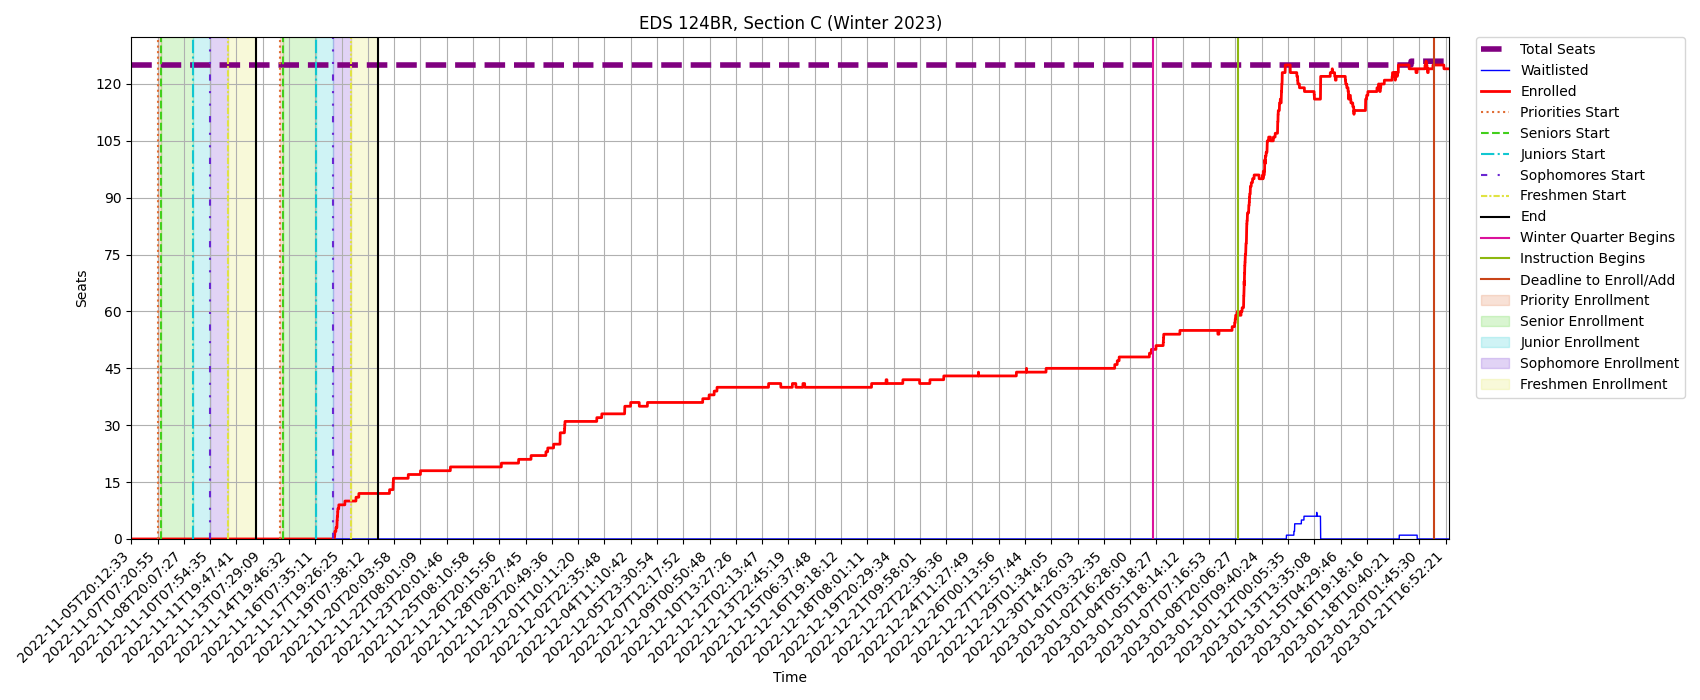 EDS 124BR, Section C (Winter 2023)
Seats
120
105
90
75
60
45
30
15
0
2022-11-05T20:12:33
2022-11-07T07:20:55
2022-11-08T20:07:27
2022-11-10T07:54:35
2022-11-11T19:47:41
2022-11-13T07:29:09
2022-11-14T19:46:32
2022-11-16T07:35:11
2022-11-17T19:26:25
2022-11-19T07:38:12
2022-11-20T20:03:58
2022-11-22T08:01:09
2022-11-23T20:01:46
2022-11-25T08:10:58
2022-11-26T20:15:56
2022-11-28T08:27:45
2022-11-29T20:49:36
2022-12-01T10:11:20
2022-12-02T22:35:48
2022-12-04T11:10:42
2022-12-05T23:30:54
2022-12-07T12:17:52
2022-12-09T00:50:48
2022-12-10T13:27:26
2022-12-12T02:13:47
2022-12-13T22:45:19
2022-12-15T06:37:48
2022-12-16T19:18:12
2022-12-18T08:01:11
2022-12-19T20:29:34
2022-12-21T09:58:01
2022-12-22T22:36:36
2022-12-24T11:27:49
2022-12-26T00:13:56
2022-12-27T12:57:44
2022-12-29T01:34:05
2022-12-30T14:26:03
2023-01-01T03:32:35
2023-01-02T16:28:00
2023-01-04T05:18:27
2023-01-05T18:14:12
2023-01-07T07:16:53
2023-01-08T20:06:27
2023-01-10T09:40:24
2023-01-12T00:05:35
2023-01-13T13:35:08
2023-01-15T04:29:46
2023-01-16T19:18:16
2023-01-18T10:40:21
2023-01-20T01:45:30
2023-01-21T16:52:21
Time
Total Seats
Waitlisted
Enrolled
Priorities Start
Seniors Start
Juniors Start
Sophomores Start
Freshmen Start
End
Winter Quarter Begins
Instruction Begins
Deadline to Enroll/Add
Priority Enrollment
Senior Enrollment
Junior Enrollment
Sophomore Enrollment
Freshmen Enrollment